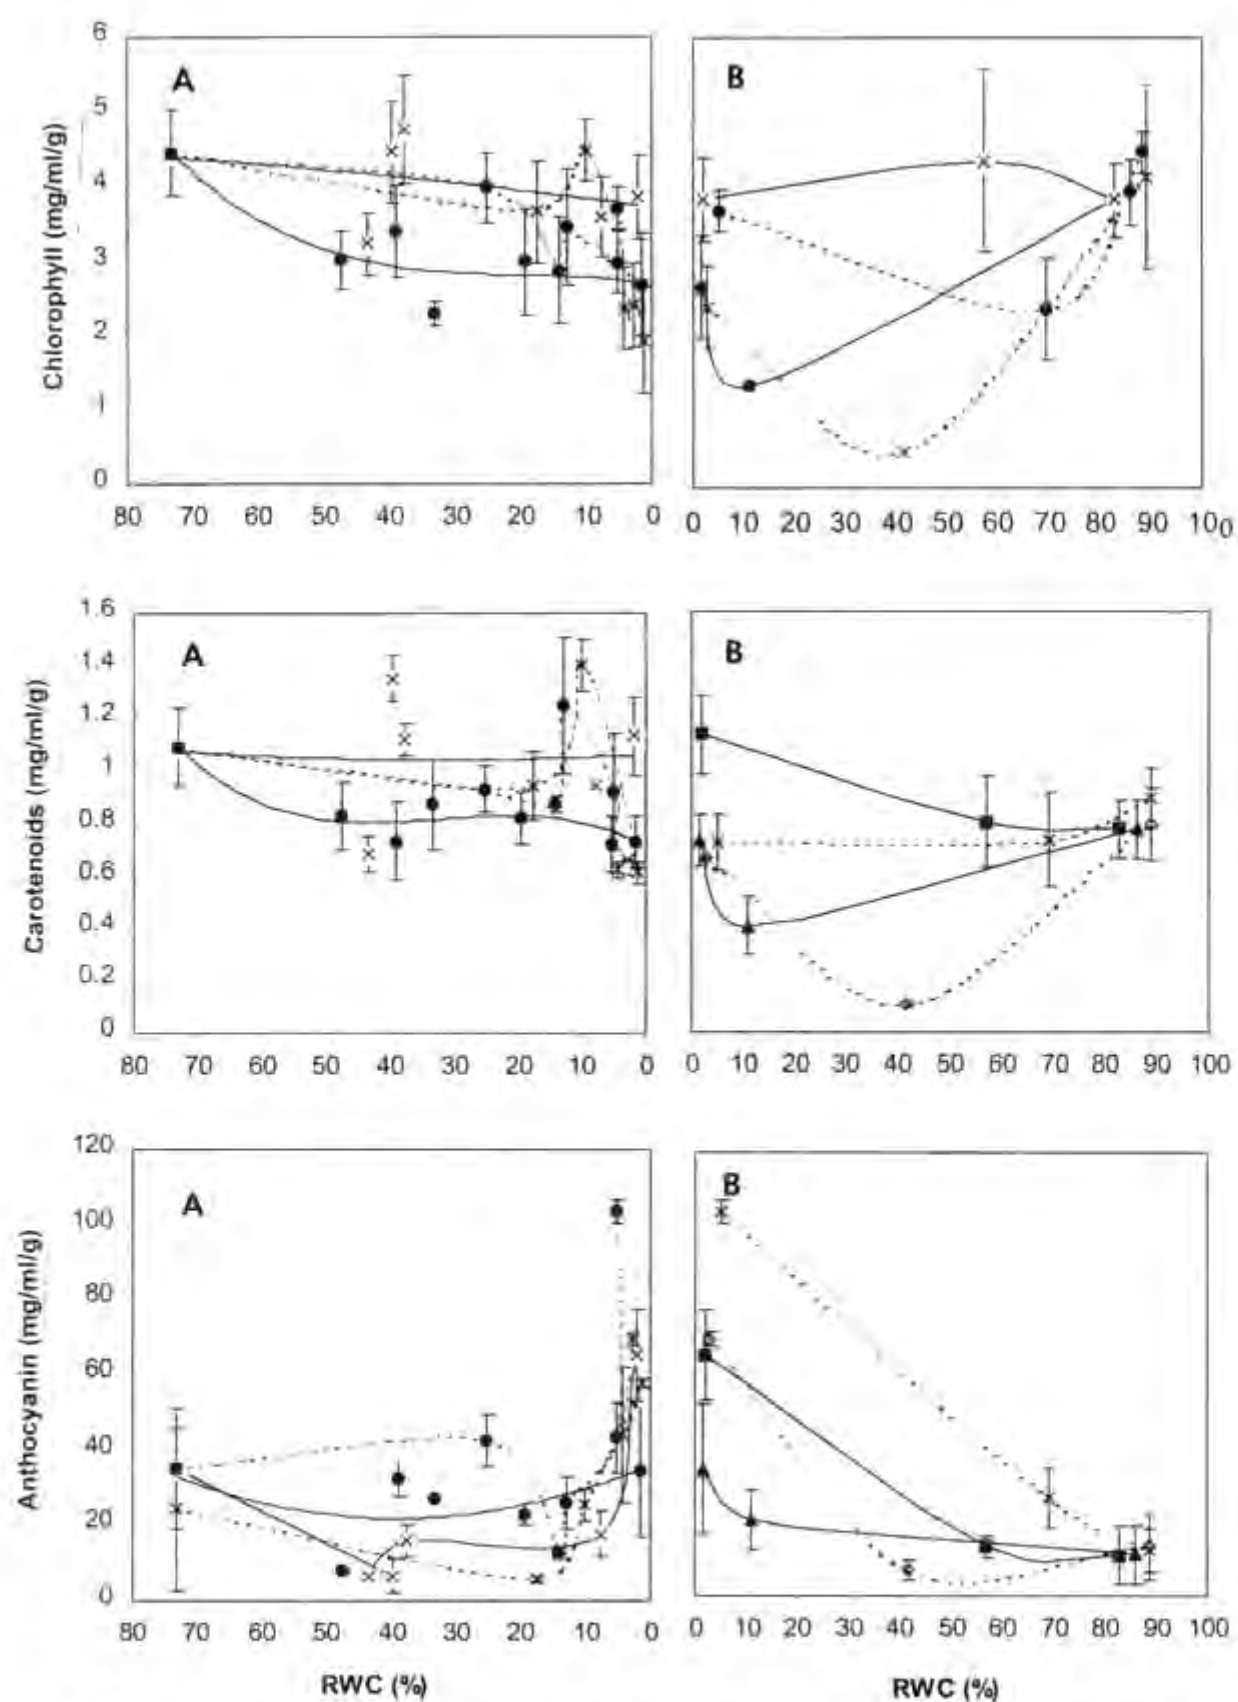 6
A
B
5
4
3
2
1
0
Chlorophyll (mg/ml/g)
80 70 60 50 40 30 20 10 0
0 10 20 30 40 50 60 70 80 90 100
1.6
A
B
1.4
1.2
1
0.8
0.6
0.4
0.2
0
Carotenoids (mg/ml/g)
80 70 60 50 40 30 20 10 0
0 10 20 30 40 50 60 70 80 90 100
120
A
B
100
80
60
40
20
0
Anthocyanin (mg/ml/g)
80 70 60 50 40 30 20 10 0
0 10 20 30 40 50 60 70 80 90 100
RWC (%)
RWC (%)